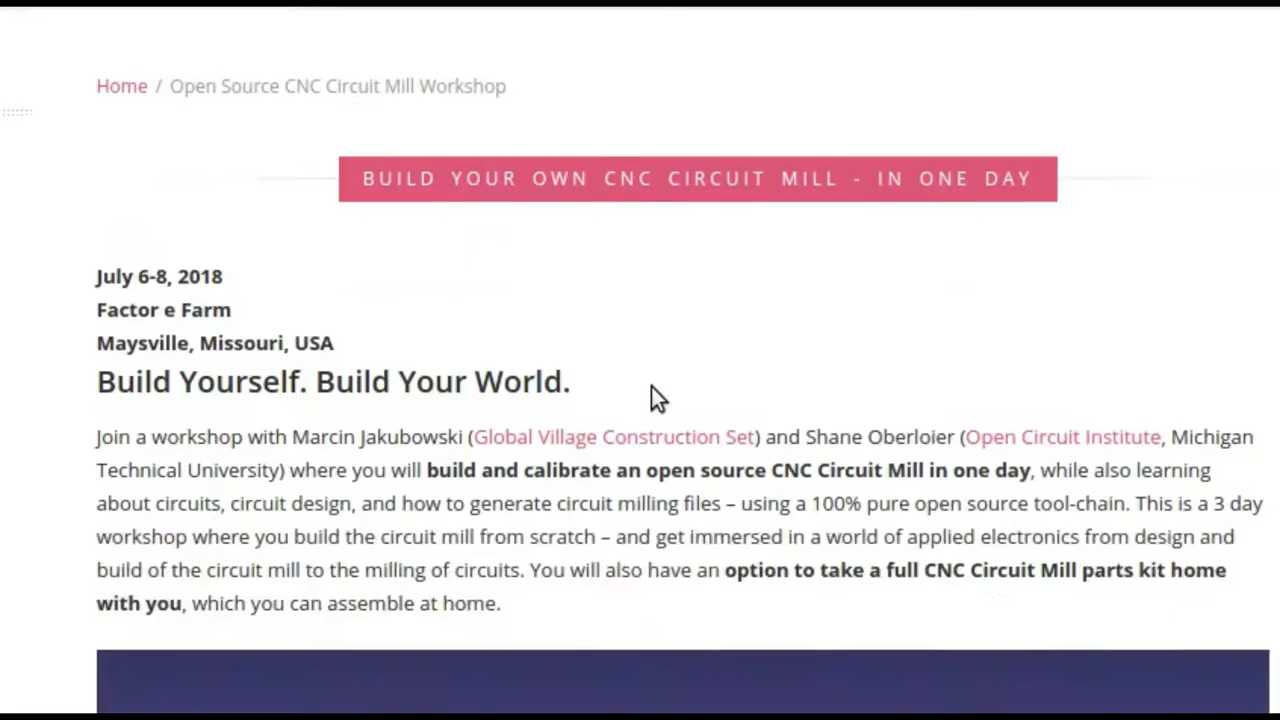 Home / Open Source CNC Circuit Mill Workshop
BUILD YOUR OWN CNC CIRCUIT MILL - IN ONE DAY
July 6-8, 2018
Factor e Farm
Maysville, Missouri, USA
Build Yourself. Build Your World.
Join a workshop with Marcin Jakubowski (Global Village Construction Set) and Shane Oberloier (Open Circuit Institute, Michigan
Technical University) where you will build and calibrate an open source CNC Circuit Mill in one day, while also learning
about circuits, circuit design, and how to generate circuit milling files – using a 100% pure open source tool-chain. This is a 3 day
workshop where you build the circuit mill from scratch – and get immersed in a world of applied electronics from design and
build of the circuit mill to the milling of circuits. You will also have an option to take a full CNC Circuit Mill parts kit home
with you, which you can assemble at home.